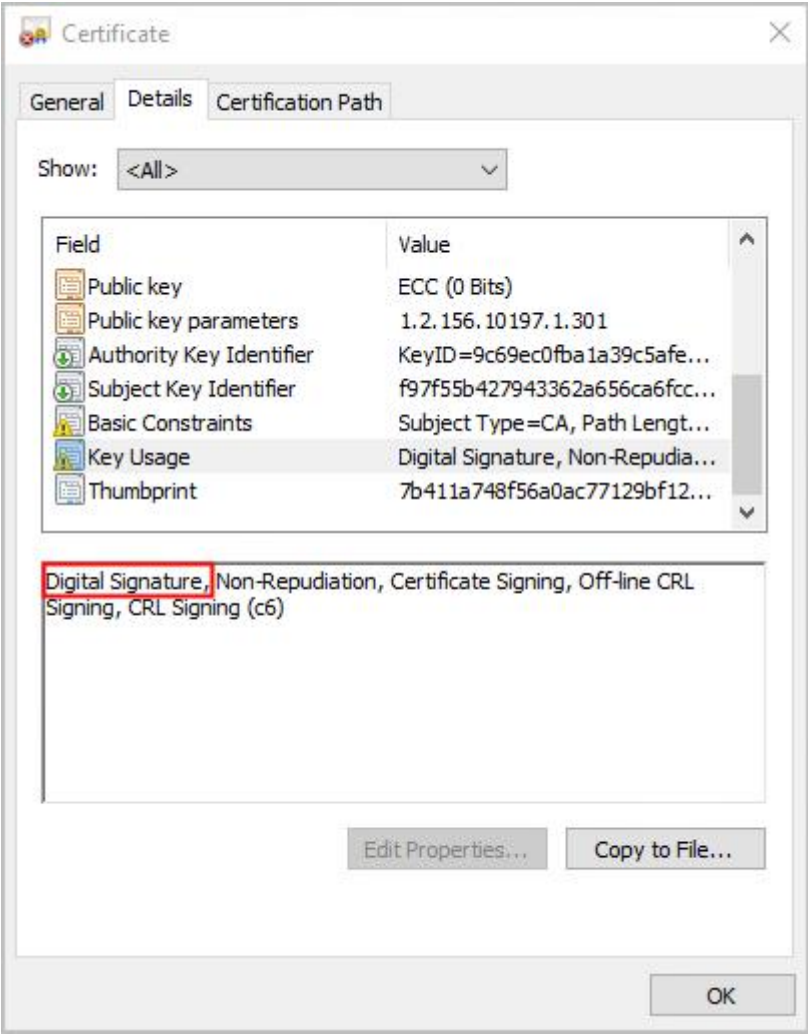 Certificate
General Details Certification Path
Show: <All>
Field Value
Public key ECC (0 Bits)
Public key parameters 1.2.156.10197.1.301
Authority Key Identifier KeyID=9c69ec0fba1a39c5afe...
Subject Key Identifier f97f55b427943362a656ca6fcc...
Basic Constraints Subject Type=CA, Path Lengt...
Key Usage Digital Signature, Non-Repudia...
Thumbprint 7b411a748f56a0ac77129bf12...
Digital Signature, Non-Repudiation, Certificate Signing, Off-line CRL
Signing, CRL Signing (c6)
Edit Properties... Copy to File...
OK